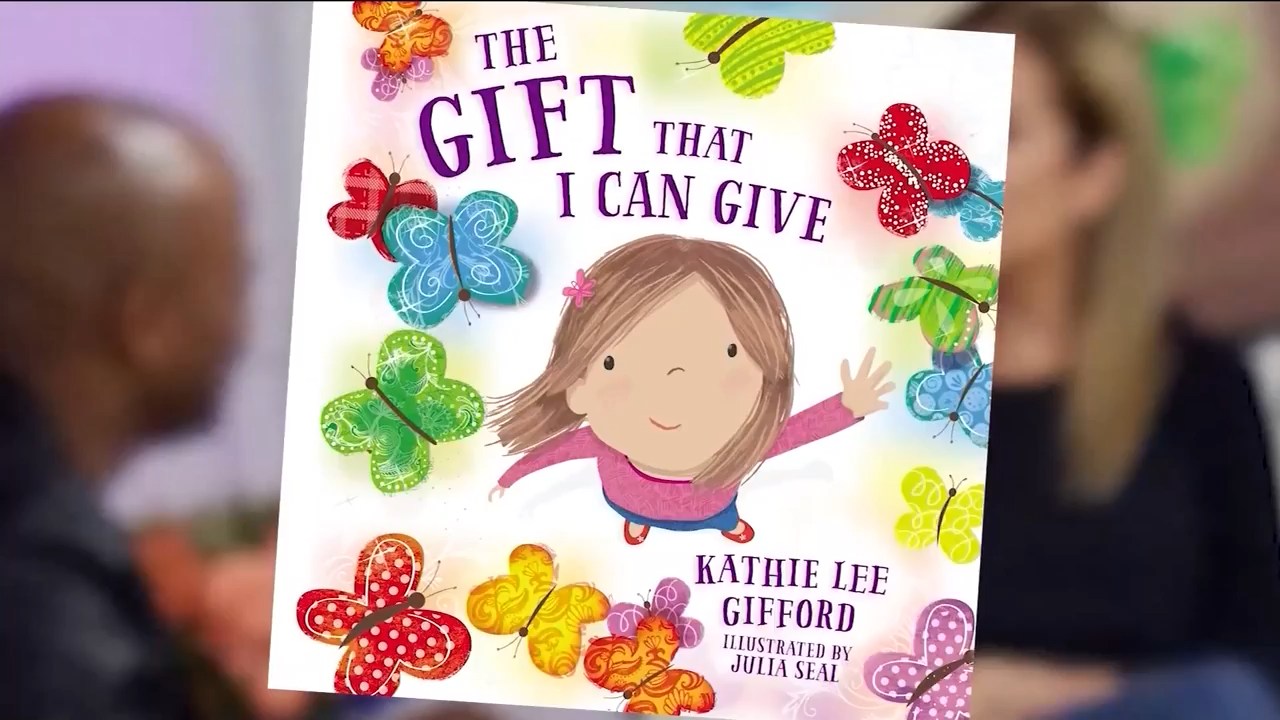 THE
GIFT THAT
I CAN GIVE
KATHIE LEE
GIFFORD
ILLUSTRATED BY
JULIA SEAL